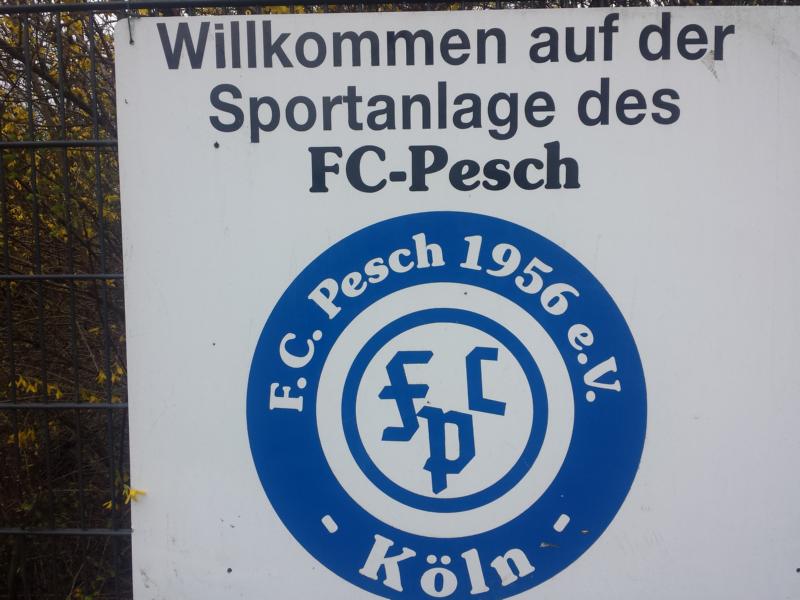 Willkommen auf der
Sportanlage des
FC-Pesch
F.C. Pesch 1956 e.V.
FPC
- Köln -